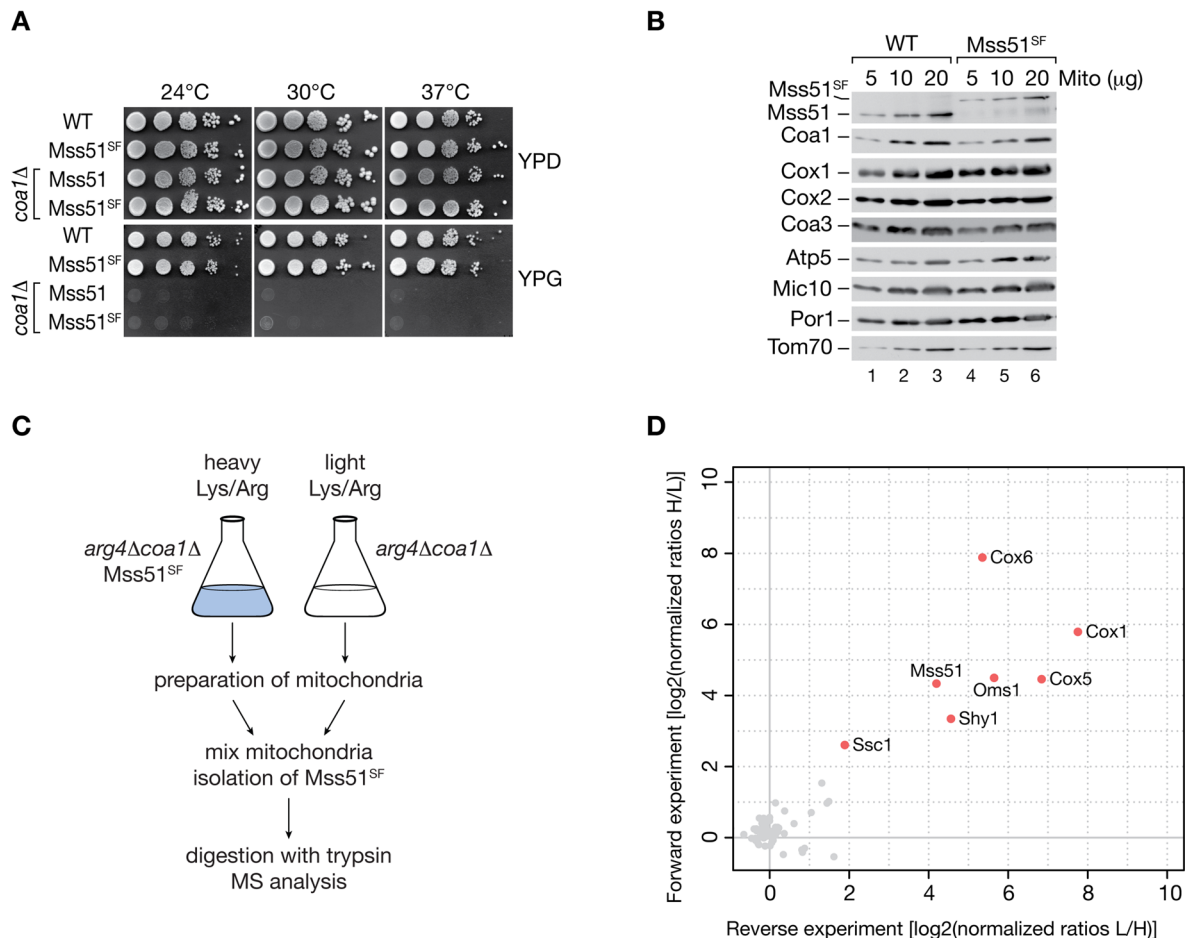 A
24°C 30°C 37°C
WT
Mss51SF
coa1Δ
Mss51
Mss51SF
YPD
WT
Mss51SF
coa1Δ
Mss51
Mss51SF
YPG
B
WT Mss51SF
5 10 20 5 10 20 Mito (μg)
Mss51SF
Mss51
Coa1
Cox1
Cox2
Coa3
Atp5
Mic10
Por1
Tom70
1 2 3 4 5 6
C
heavy
Lys/Arg
light
Lys/Arg
arg4Δcoa1Δ
Mss51SF
arg4Δcoa1Δ
preparation of mitochondria
mix mitochondria
isolation of Mss51SF
digestion with trypsin
MS analysis
D
Forward experiment [log2(normalized ratios H/L)]
10
8
6
4
2
0
Cox6
Cox1
Mss51
Oms1
Cox5
Shy1
Ssc1
0 2 4 6 8 10
Reverse experiment [log2(normalized ratios L/H)]